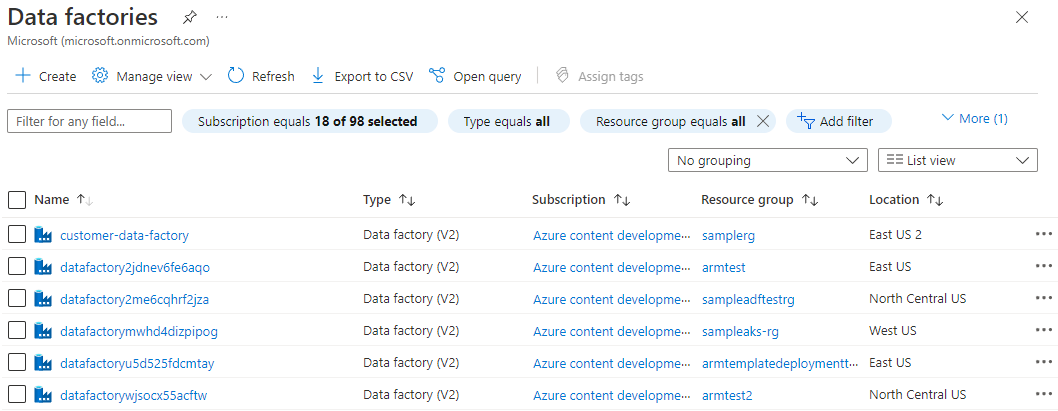 Data factories ...
Microsoft (microsoft.onmicrosoft.com)
Create Manage view Refresh Export to CSV Open query Assign tags
Filter for any field... Subscription equals 18 of 98 selected Type equals all Resource group equals all Add filter More (1)
No grouping List view
Name Type Subscription Resource group Location
customer-data-factory Data factory (V2) Azure content developme... samplerg East US 2 ...
datafactory2jdnev6fe6aqo Data factory (V2) Azure content developme... armtest East US ...
datafactory2me6cqhrf2jza Data factory (V2) Azure content developme... sampleadftestrg North Central US ...
datafactorymwhd4dizpipog Data factory (V2) Azure content developme... sampleaks-rg West US ...
datafactoryu5d525fdcmtay Data factory (V2) Azure content developme... armtemplatedeploymentt... East US ...
datafactorywjsocx55acftw Data factory (V2) Azure content developme... armtest2 North Central US ...